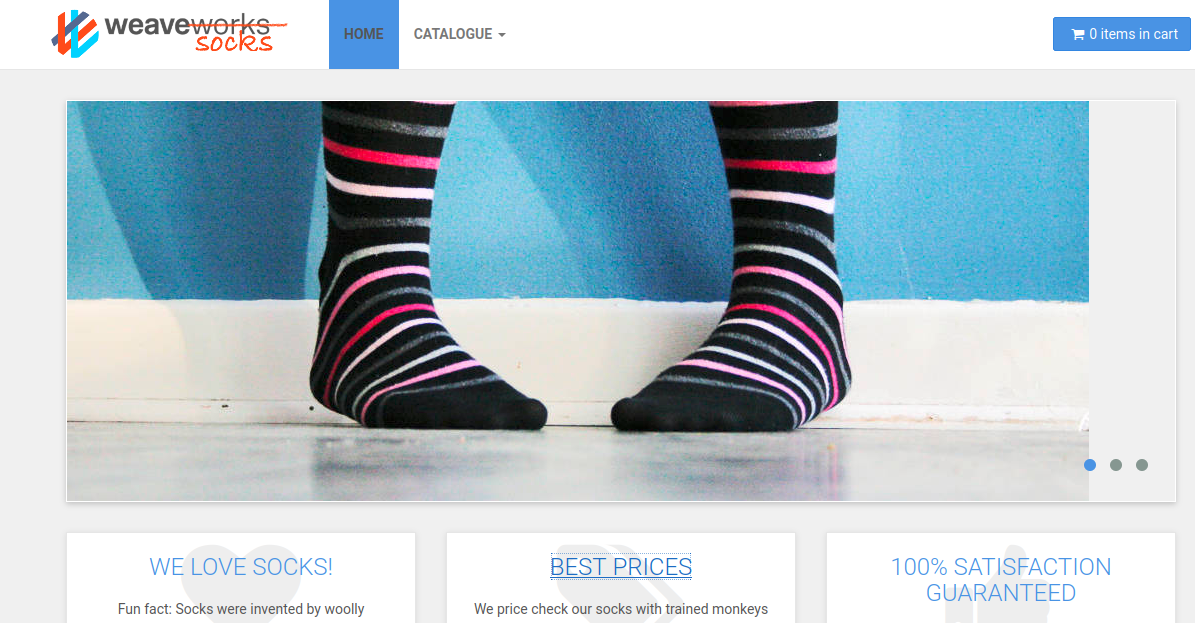 weaveworks
socks
HOME
CATALOGUE
0 items in cart
WE LOVE SOCKS!
Fun fact: Socks were invented by woolly
BEST PRICES
We price check our socks with trained monkeys
100% SATISFACTION
GUARANTEED